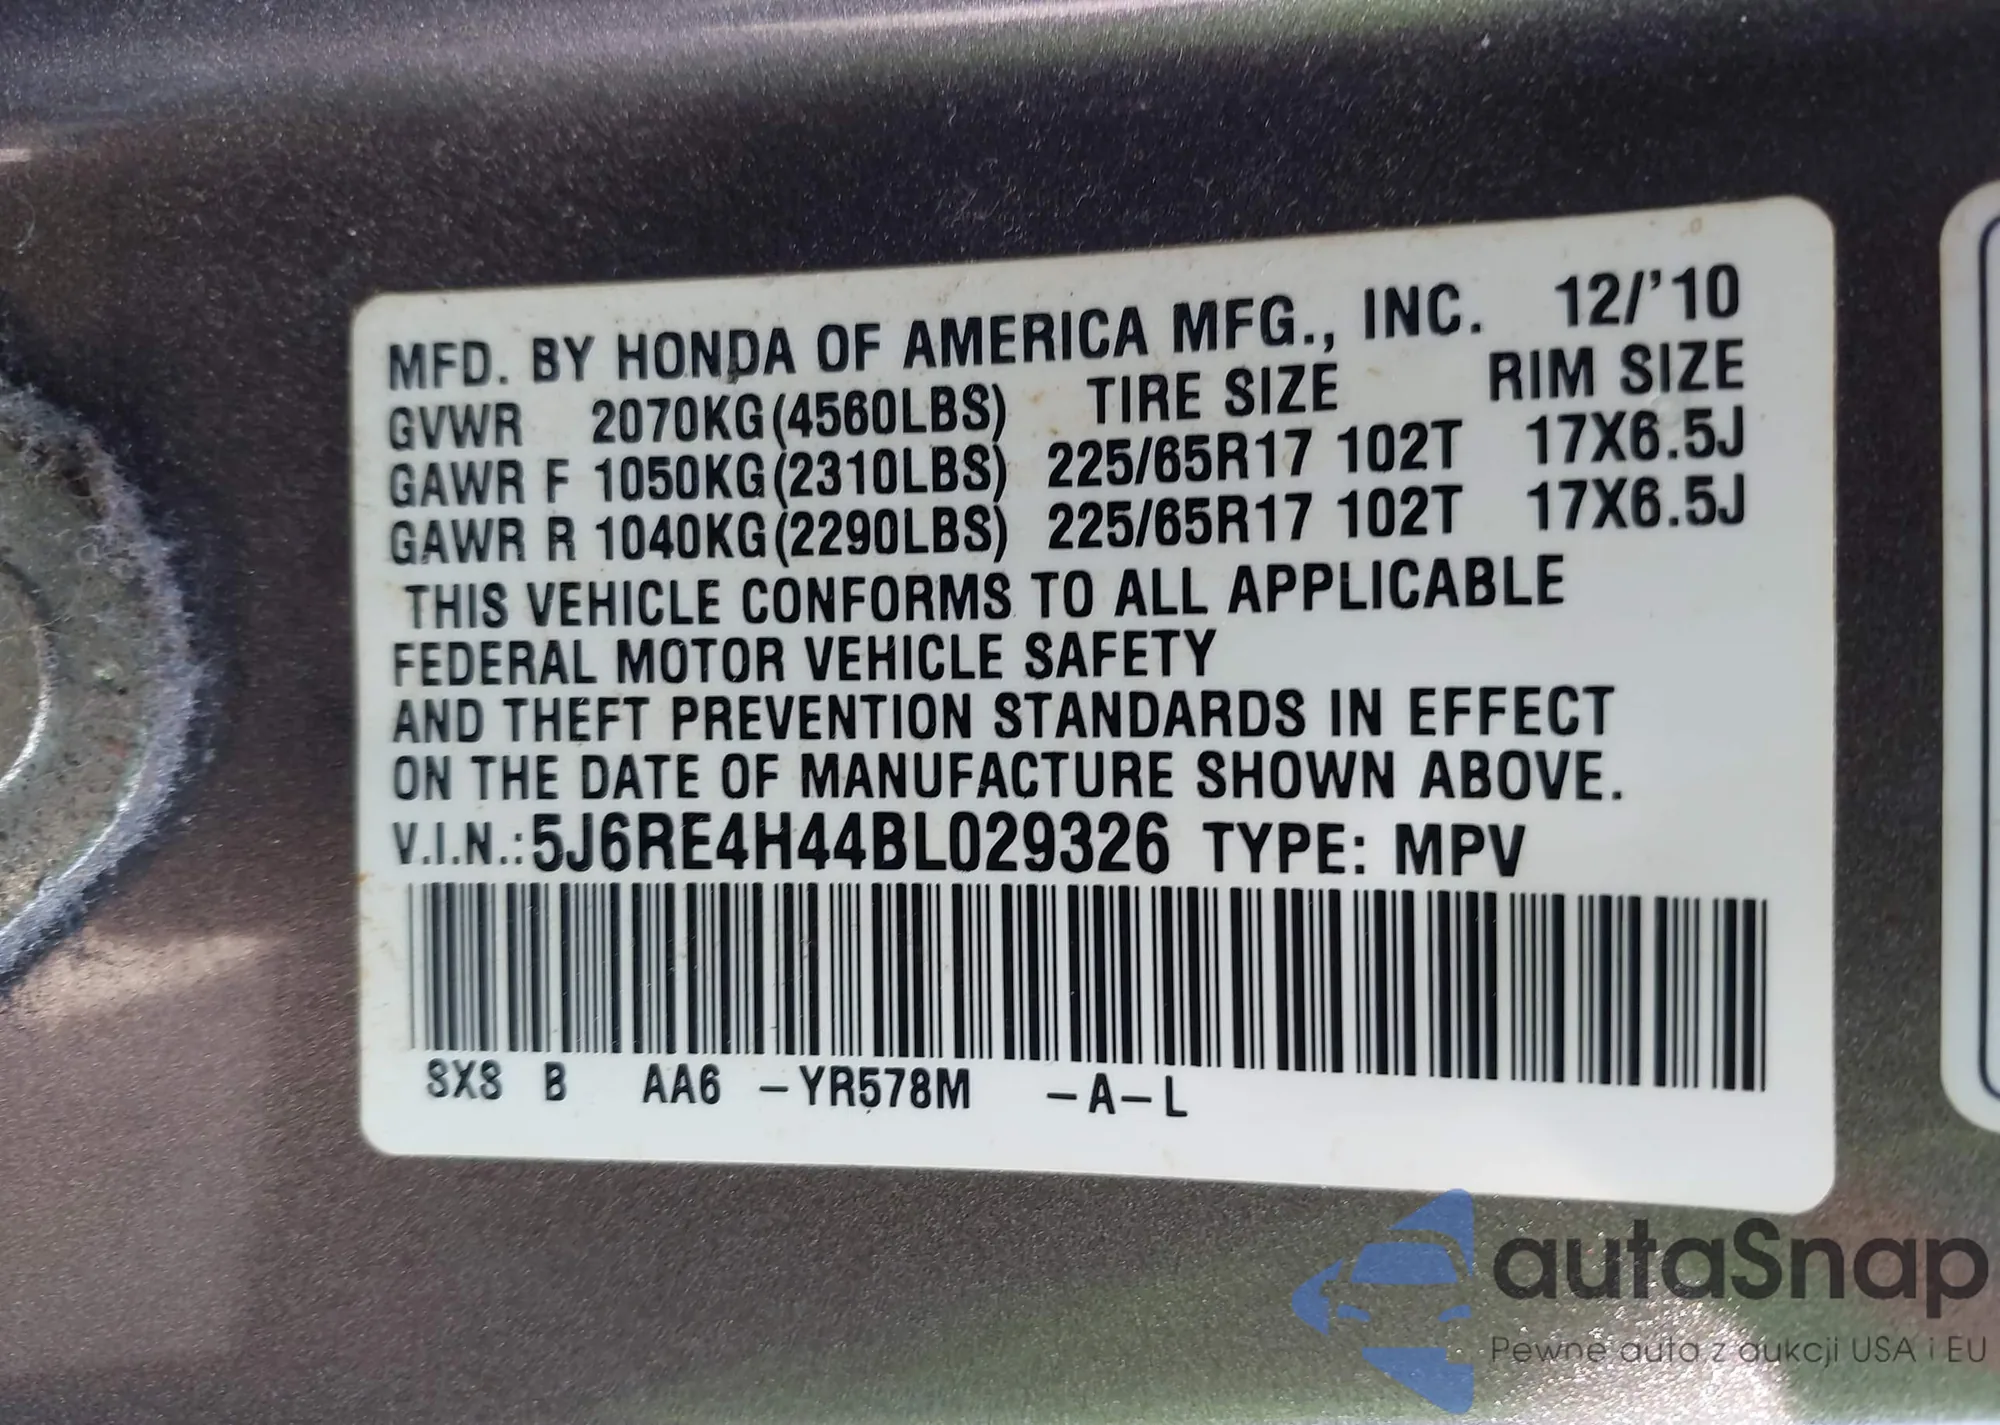 MFD. BY HONDA OF AMERICA MFG., INC. 12/'10
GVWR 2070KG(4560LBS) TIRE SIZE RIM SIZE
GAWR F 1050KG(2310LBS) 225/65R17 102T 17X6.5J
GAWR R 1040KG(2290LBS) 225/65R17 102T 17X6.5J
THIS VEHICLE CONFORMS TO ALL APPLICABLE
FEDERAL MOTOR VEHICLE SAFETY
AND THEFT PREVENTION STANDARDS IN EFFECT
ON THE DATE OF MANUFACTURE SHOWN ABOVE.
V.I.N.: 5J6RE4H44BL029326 TYPE: MPV
SXS B AA6 -YR578M -A-L
autaSnap
Pewne auta z aukcji USA i EU